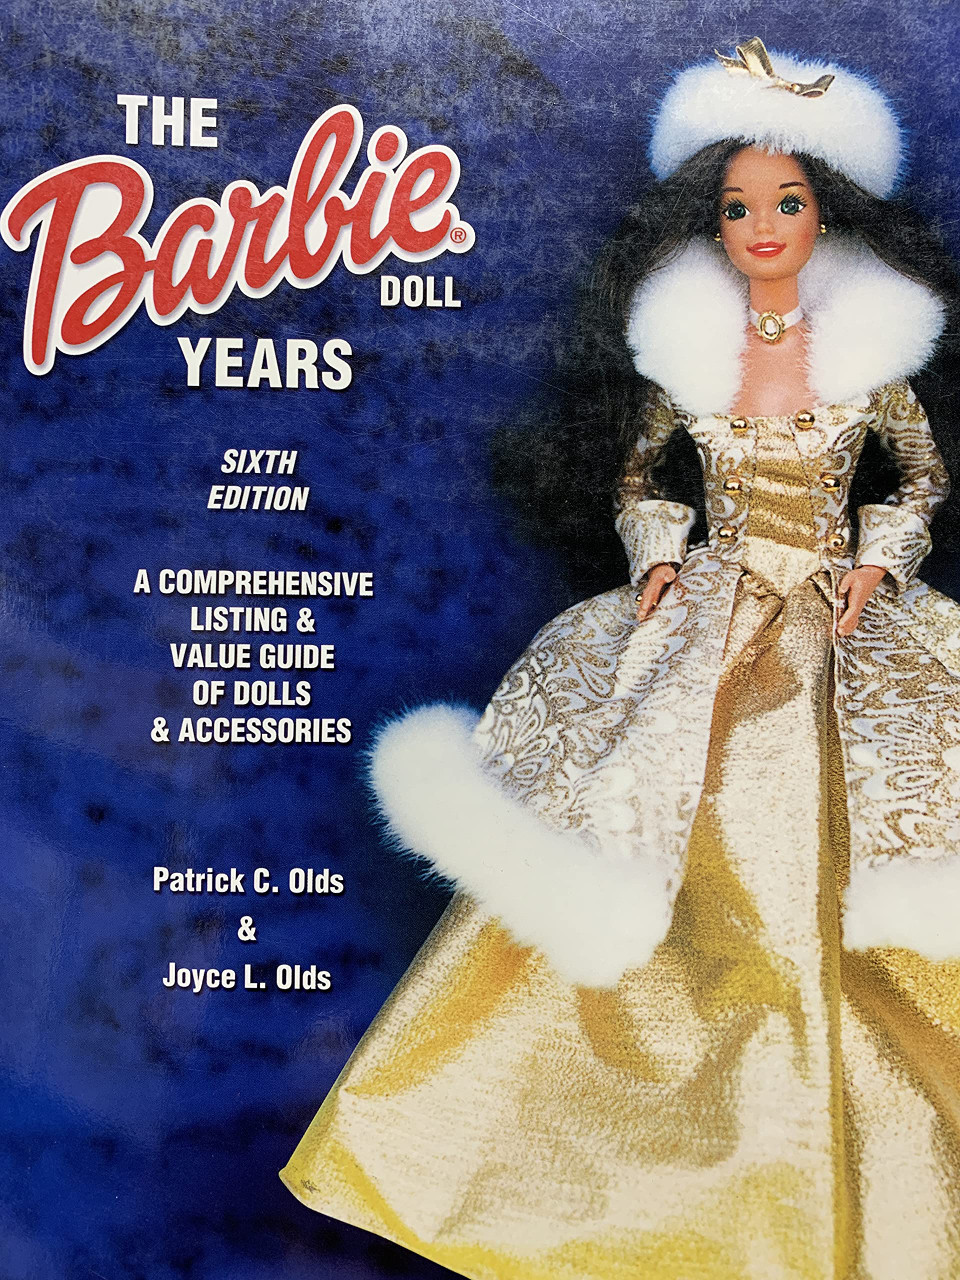 THE
Barbie®
DOLL
YEARS
SIXTH
EDITION
A COMPREHENSIVE
LISTING &
VALUE GUIDE
OF DOLLS
& ACCESSORIES
Patrick C. Olds
&
Joyce L. Olds